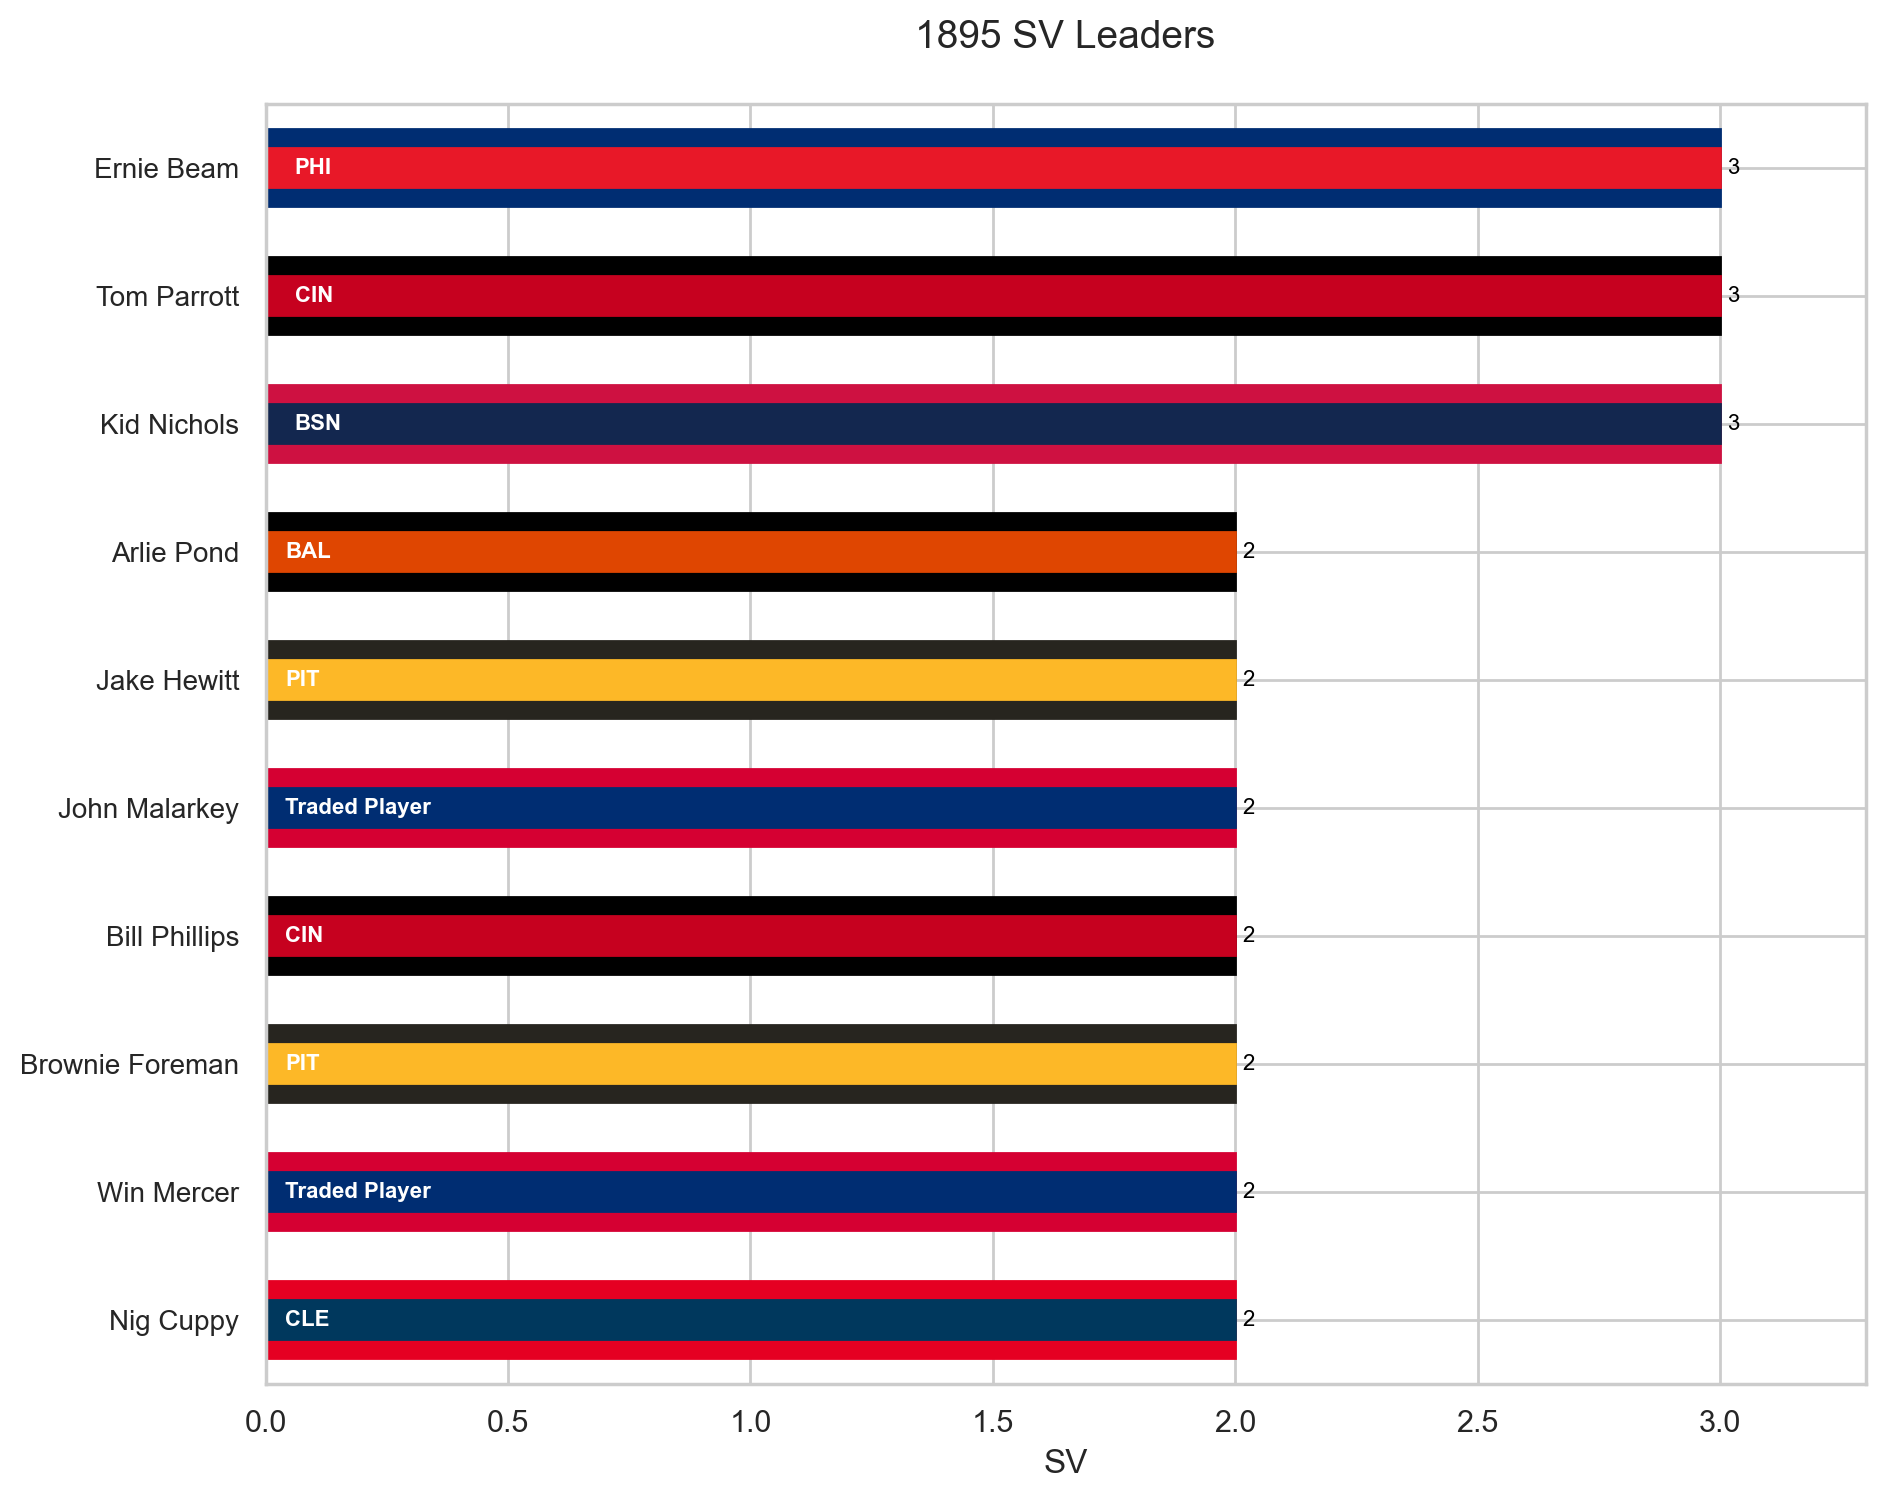 1895 SV Leaders
Ernie Beam
PHI
3
Tom Parrott
CIN
3
Kid Nichols
BSN
3
Arlie Pond
BAL
2
Jake Hewitt
PIT
2
John Malarkey
Traded Player
2
Bill Phillips
CIN
2
Brownie Foreman
PIT
2
Win Mercer
Traded Player
2
Nig Cuppy
CLE
2
0.0
0.5
1.0
1.5
2.0
2.5
3.0
SV